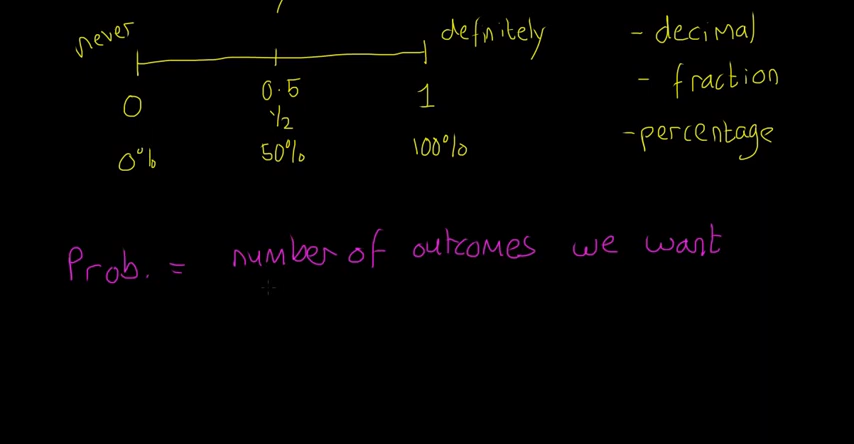 never
definitely
0
0.5
1/2
1
0%
50%
100%
- decimal
- fraction
- percentage
Prob. = number of outcomes we want